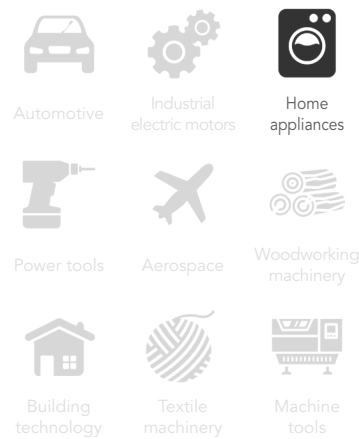 Automotive
Industrial
electric motors
Home
appliances
Power tools
Aerospace
Woodworking
machinery
Building
technology
Textile
machinery
Machine
tools